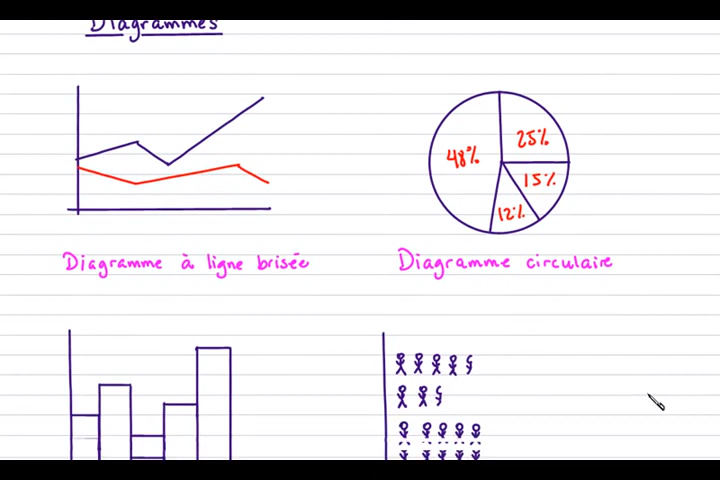 Diagrammes
48%
25%
15%
12%
Diagramme à ligne brisée
Diagramme circulaire